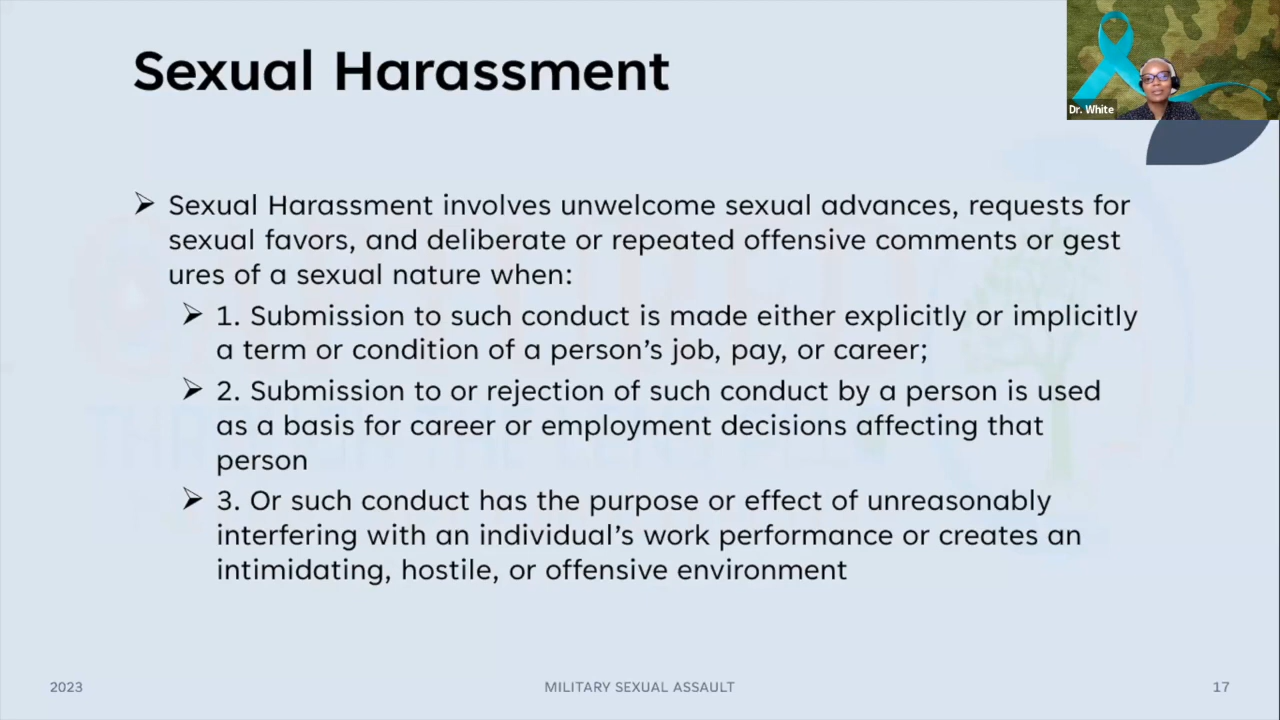 Sexual Harassment
Dr. White
➢ Sexual Harassment involves unwelcome sexual advances, requests for
sexual favors, and deliberate or repeated offensive comments or gest
ures of a sexual nature when:
➢ 1. Submission to such conduct is made either explicitly or implicitly
a term or condition of a person’s job, pay, or career;
➢ 2. Submission to or rejection of such conduct by a person is used
as a basis for career or employment decisions affecting that
person
➢ 3. Or such conduct has the purpose or effect of unreasonably
interfering with an individual’s work performance or creates an
intimidating, hostile, or offensive environment
2023
MILITARY SEXUAL ASSAULT
17